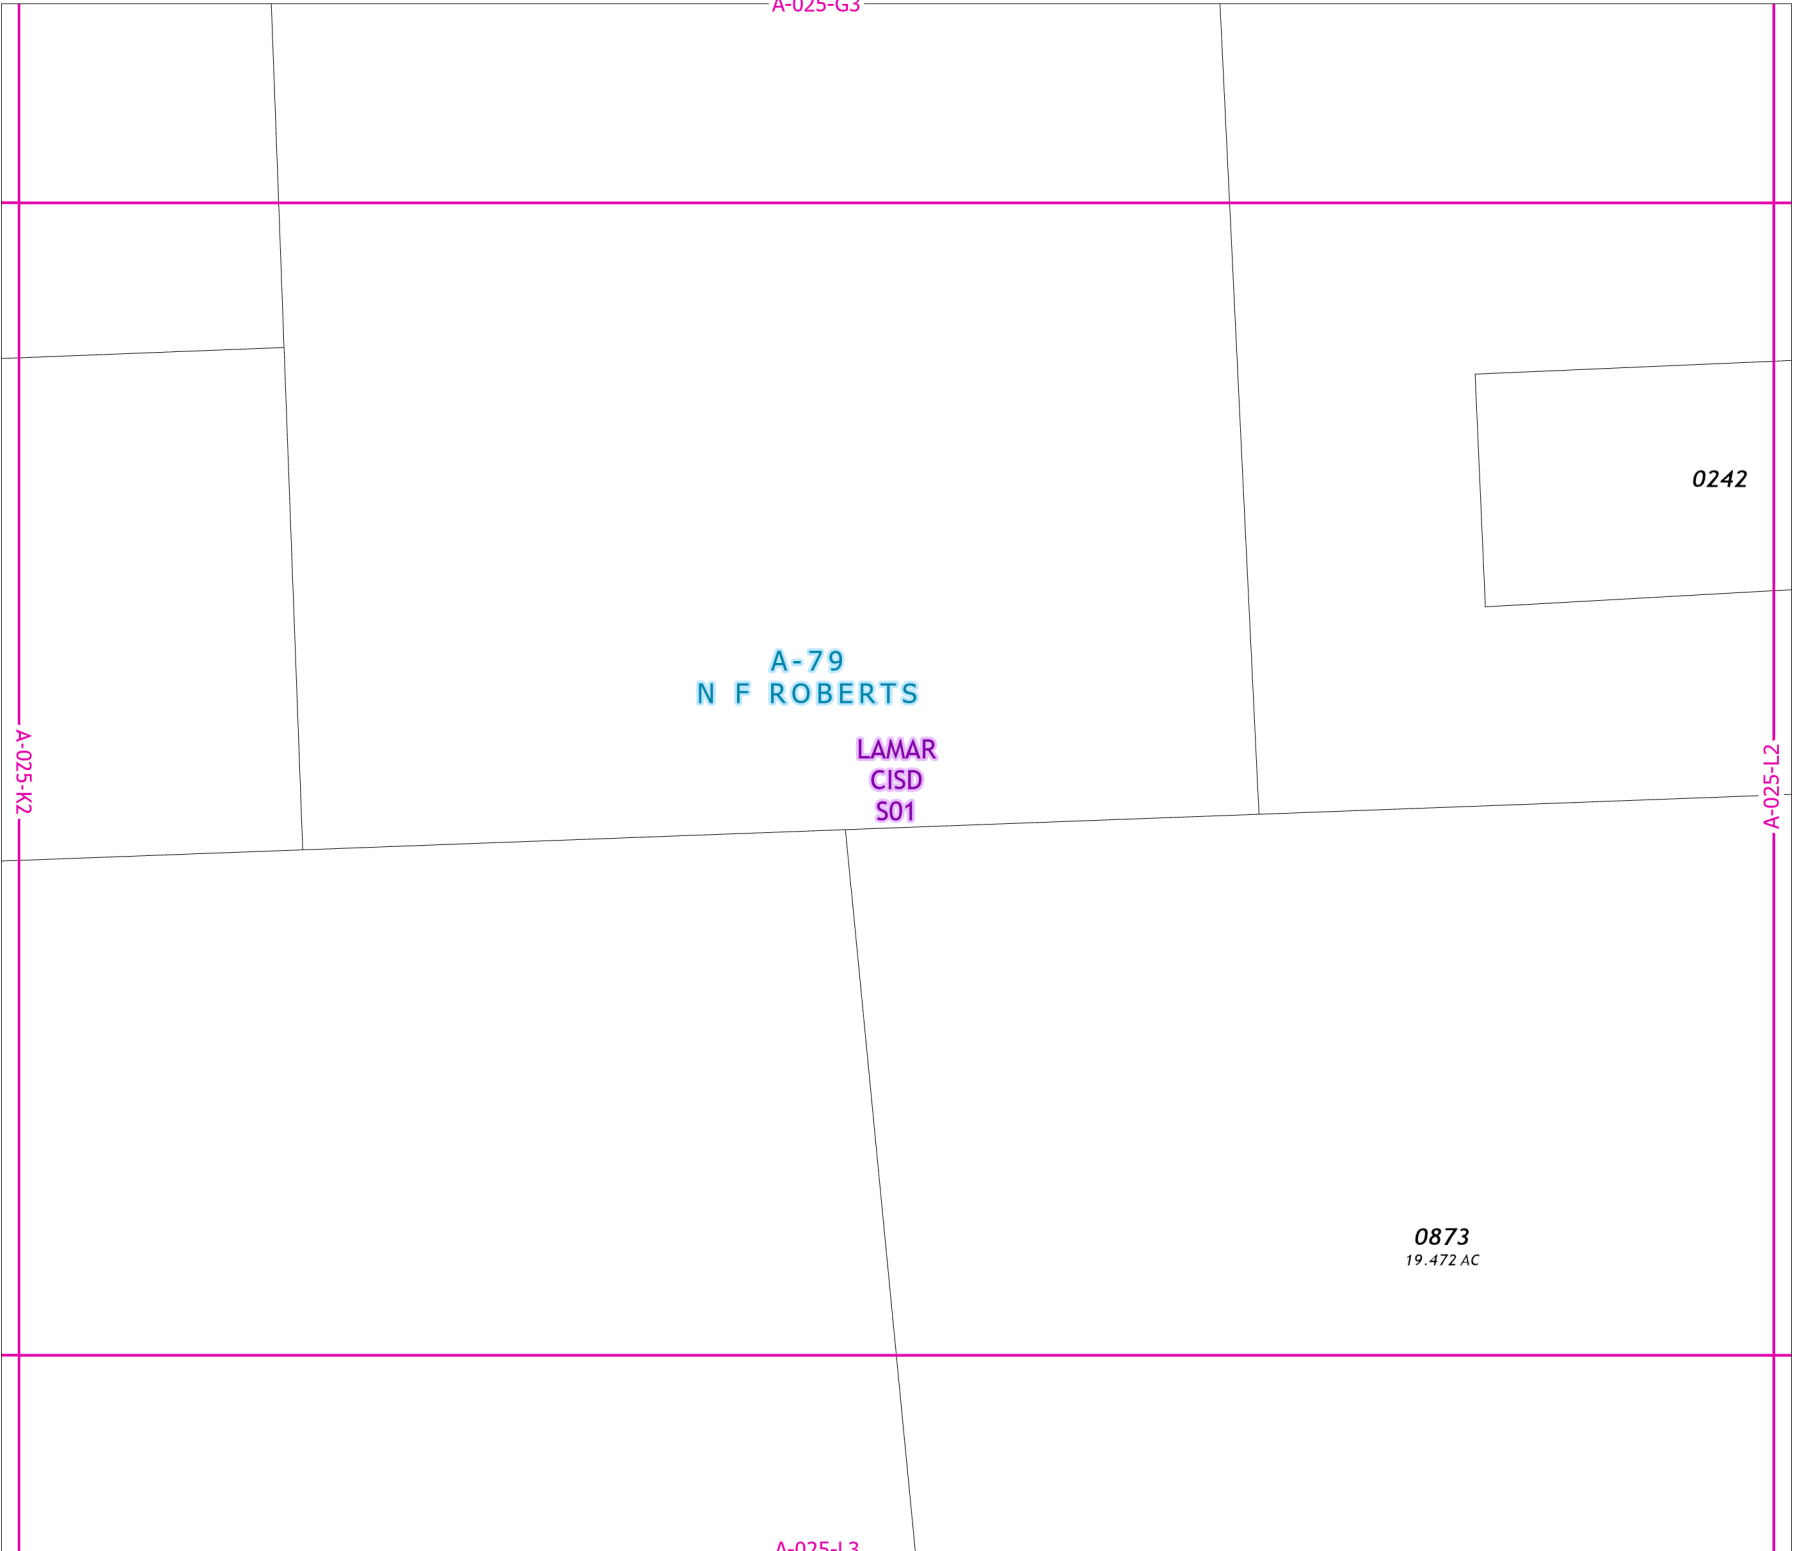 A-025-G3
0242
A-79
N F ROBERTS
LAMAR
CISD
S01
A-025-K2
A-025-L2
0873
19.472 AC
A-025-L3